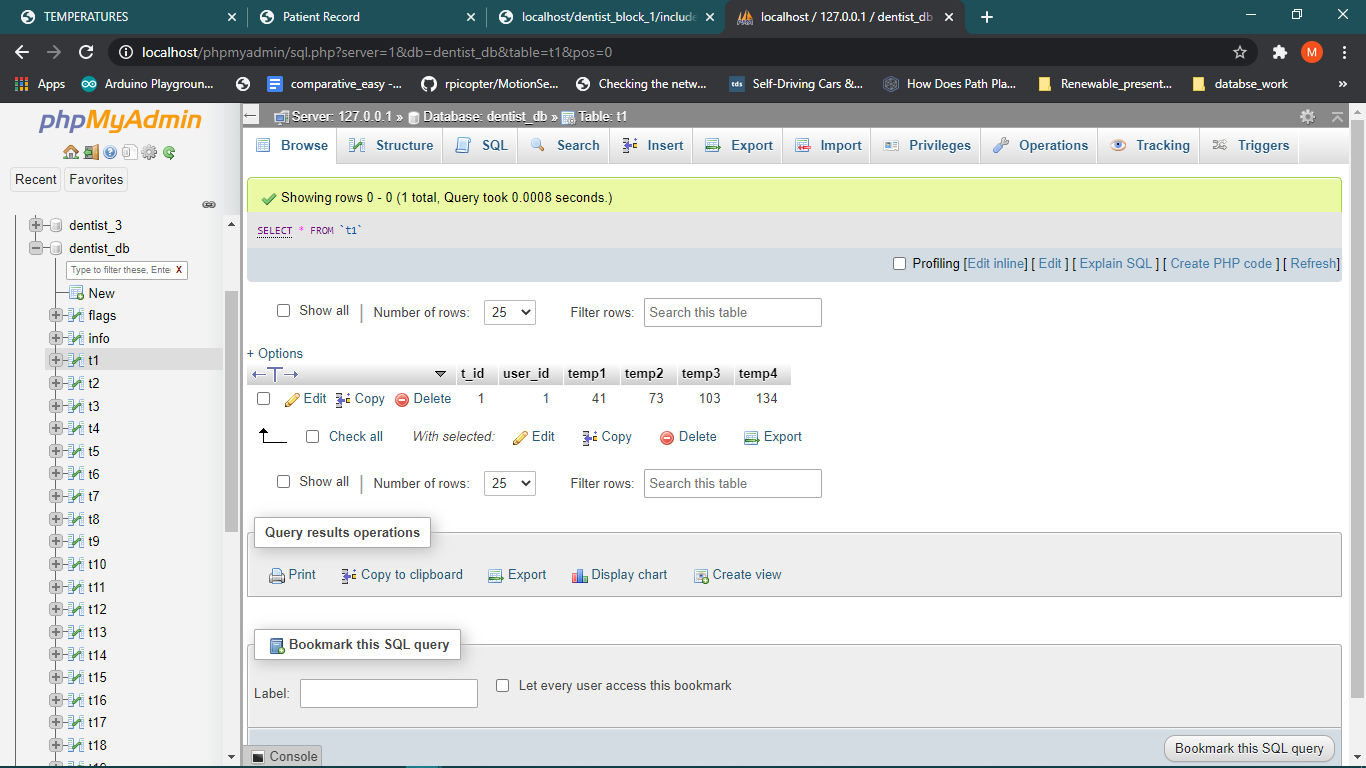 TEMPERATURES
Patient Record
localhost/dentist_block_1/include
localhost / 127.0.0.1 / dentist_db
localhost/phpmyadmin/sql.php?server=1&db=dentist_db&table=t1&pos=0
M
Apps
Arduino Playgroun...
comparative_easy -...
rpicopter/MotionSe...
Checking the netw...
tds Self-Driving Cars &...
How Does Path Pla...
Renewable_present...
databse_work
»
phpMyAdmin
Recent Favorites
dentist_3
dentist_db
Type to filter these, Ente X
New
flags
info
t1
t2
t3
t4
t5
t6
t7
t8
t9
t10
t11
t12
t13
t14
t15
t16
t17
t18
Server: 127.0.0.1 » Database: dentist_db » Table: t1
Browse Structure SQL Search Insert Export Import Privileges Operations Tracking Triggers
Showing rows 0 - 0 (1 total, Query took 0.0008 seconds.)
SELECT * FROM `t1`
Profiling [Edit inline] [ Edit ] [ Explain SQL ] [ Create PHP code ] [ Refresh]
Show all | Number of rows: 25 Filter rows: Search this table
+ Options
←T→ t_id user_id temp1 temp2 temp3 temp4
Edit Copy Delete 1 1 41 73 103 134
Check all With selected: Edit Copy Delete Export
Show all | Number of rows: 25 Filter rows: Search this table
Query results operations
Print Copy to clipboard Export Display chart Create view
Bookmark this SQL query
Label: Let every user access this bookmark
Console
Bookmark this SQL query